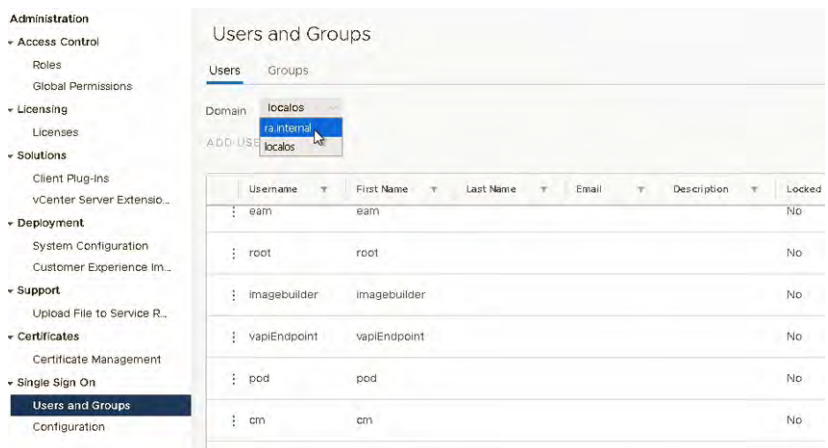 Administration
Access Control
Roles
Global Permissions
Licensing
Licenses
Solutions
Client Plug-Ins
vCenter Server Extensio...
Deployment
System Configuration
Customer Experience Im...
Support
Upload File to Service R...
Certificates
Certificate Management
Single Sign On
Users and Groups
Configuration
Users and Groups
Users Groups
Domain localos
ra.internal
ADD USE
localos
Username First Name Last Name Email Description Locked
eam eam No
root root No
imagebuilder imagebuilder No
vapiEndpoint vapiEndpoint No
pod pod No
cm cm No